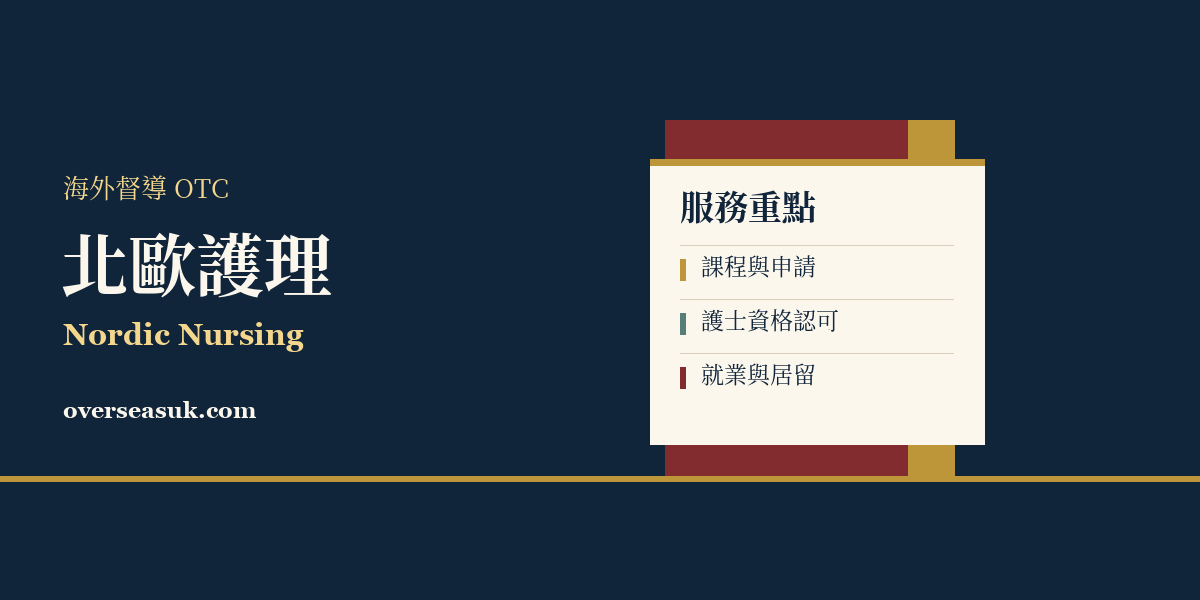 海外督導 OTC
北歐護理
Nordic Nursing
overseasuk.com
服務重點
課程與申請
護士資格認可
就業與居留